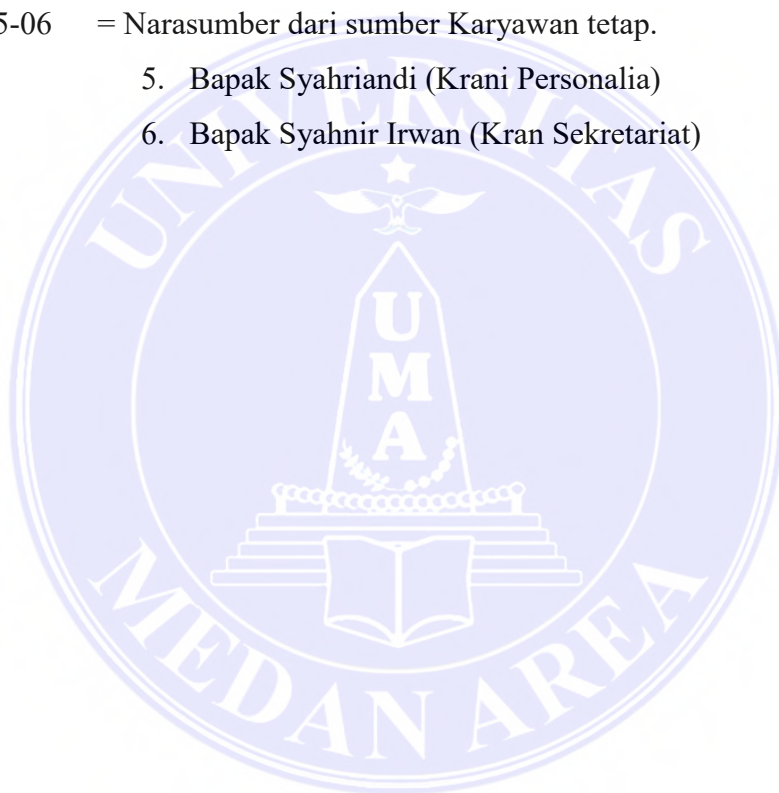 5-06 = Narasumber dari sumber Karyawan tetap.
5. Bapak Syahriandi (Krani Personalia)
6. Bapak Syahnir Irwan (Kran Sekretariat)
UNIVERSITAS
UMA
MEDAN AREA